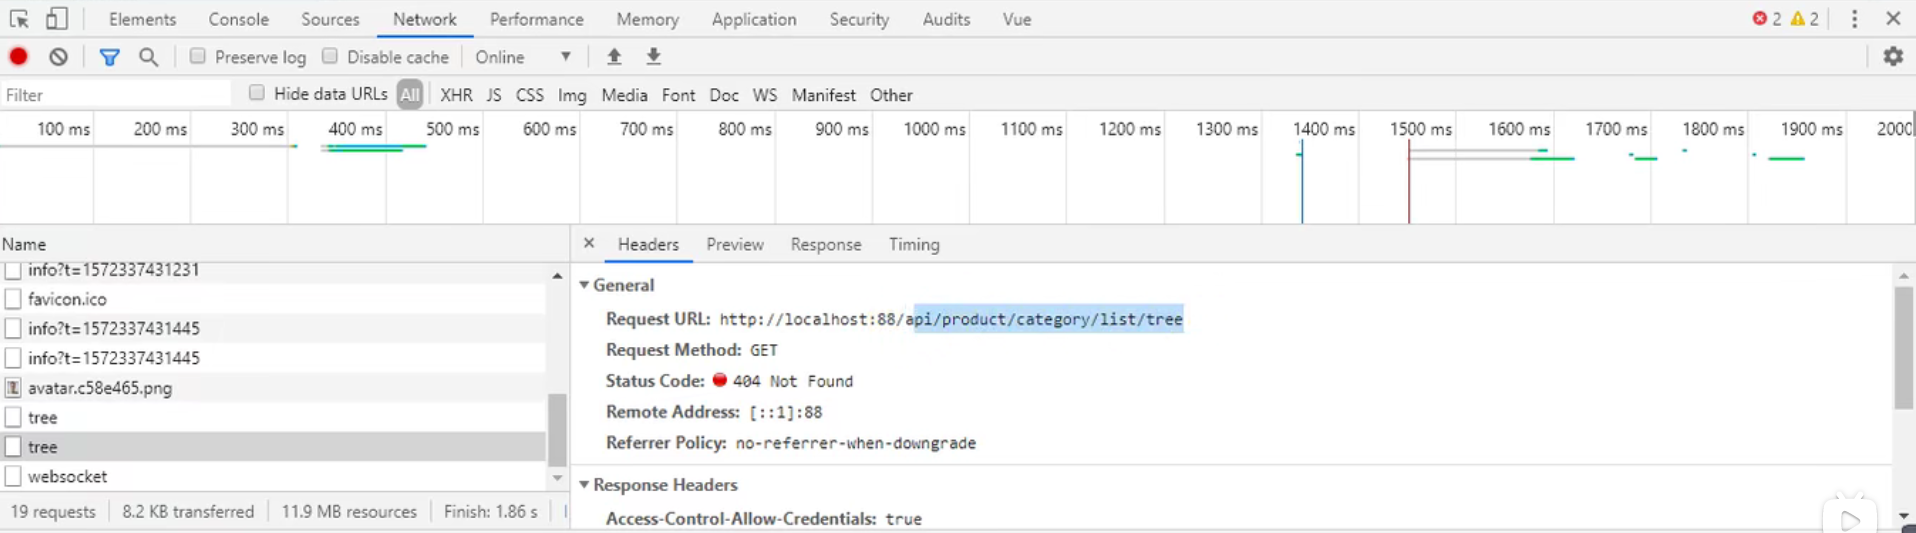 Elements Console Sources Network Performance Memory Application Security Audits Vue 2 2
Preserve log Disable cache Online
Filter Hide data URLs All XHR JS CSS Img Media Font Doc WS Manifest Other
100 ms 200 ms 300 ms 400 ms 500 ms 600 ms 700 ms 800 ms 900 ms 1000 ms 1100 ms 1200 ms 1300 ms 1400 ms 1500 ms 1600 ms 1700 ms 1800 ms 1900 ms 2000
Name
info?t=1572337431231
favicon.ico
info?t=1572337431445
info?t=1572337431445
avatar.c58e465.png
tree
tree
websocket
19 requests 8.2 KB transferred 11.9 MB resources Finish: 1.86 s
Headers Preview Response Timing
General
Request URL: http://localhost:88/api/product/category/list/tree
Request Method: GET
Status Code: 404 Not Found
Remote Address: [::1]:88
Referrer Policy: no-referrer-when-downgrade
Response Headers
Access-Control-Allow-Credentials: true